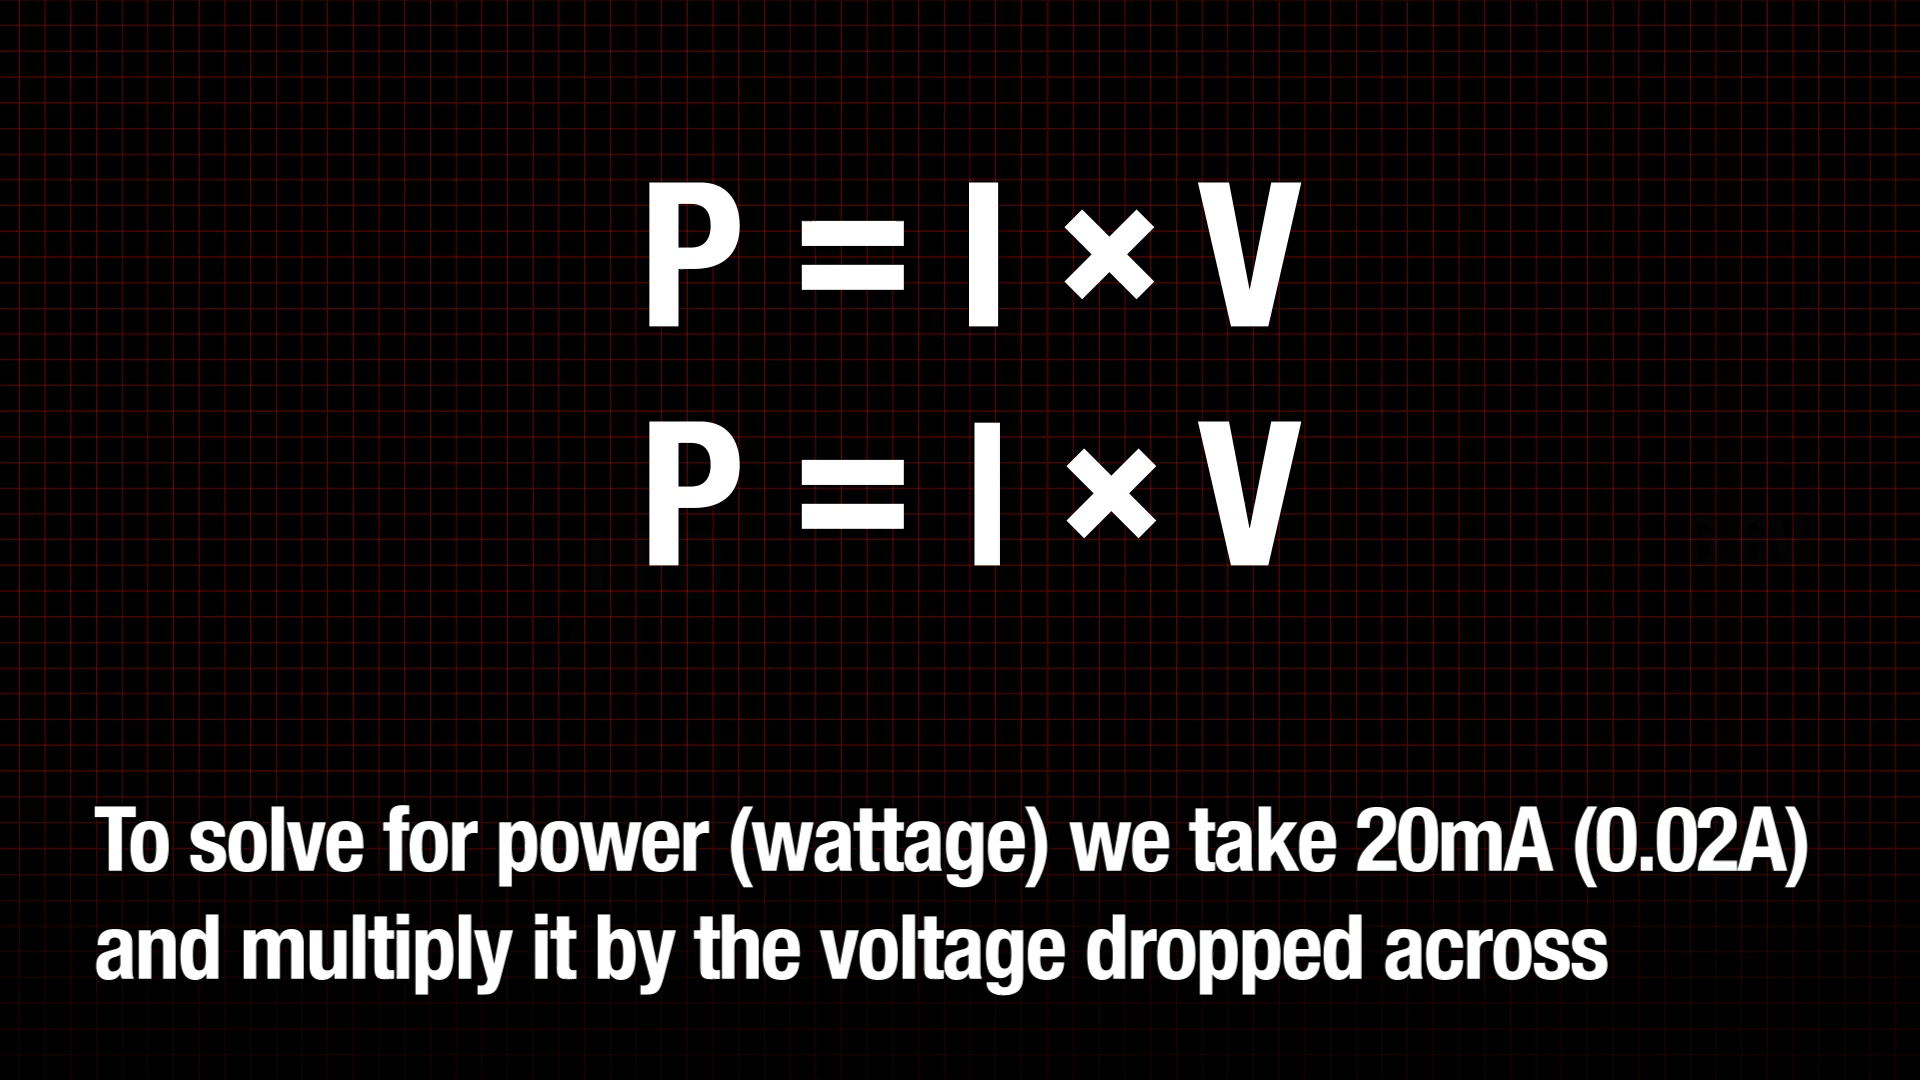 P = I × V
P = I × V
To solve for power (wattage) we take 20mA (0.02A)
and multiply it by the voltage dropped across